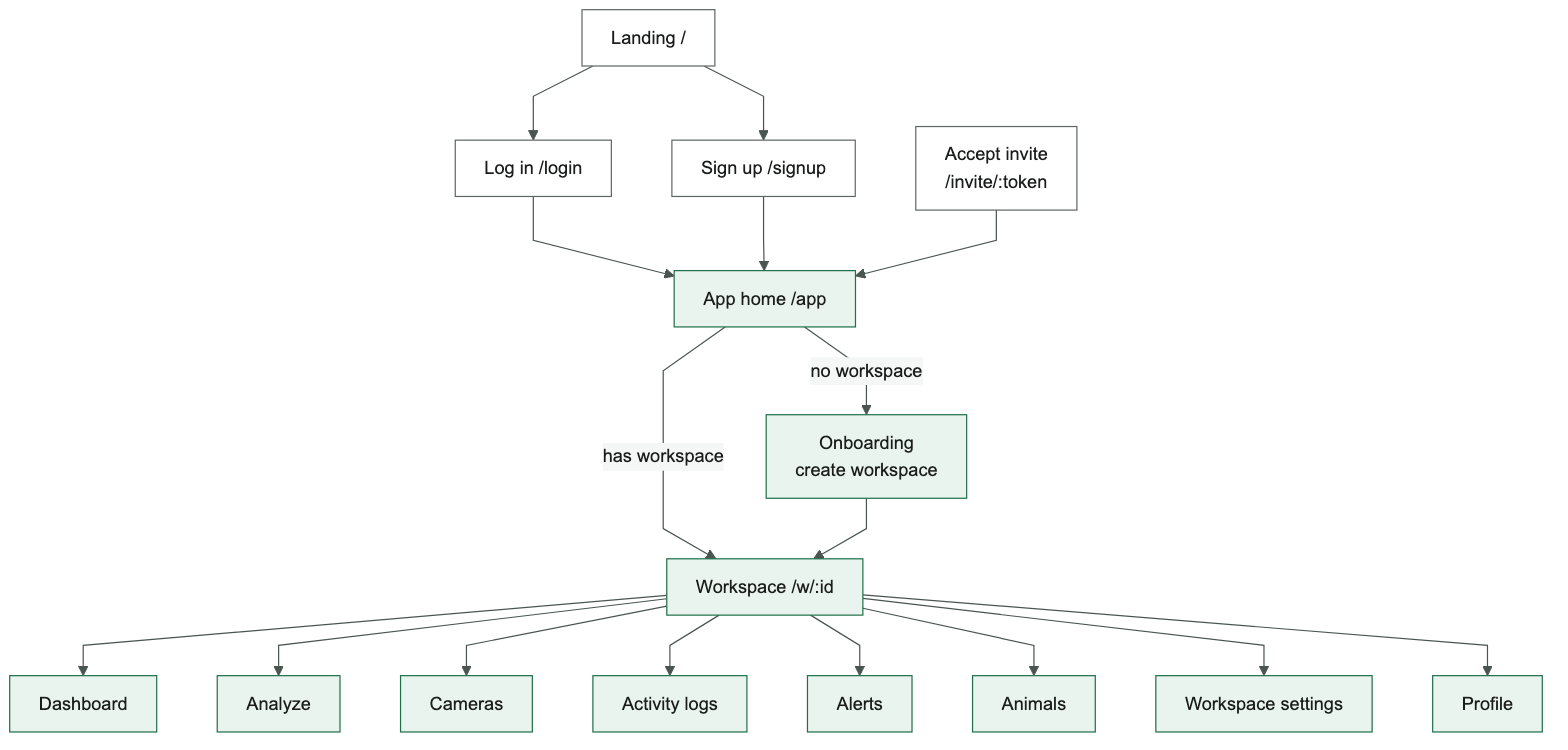 Landing /
Log in /login
Sign up /signup
Accept invite
/invite/:token
App home /app
no workspace
has workspace
Onboarding
create workspace
Workspace /w/:id
Dashboard
Analyze
Cameras
Activity logs
Alerts
Animals
Workspace settings
Profile